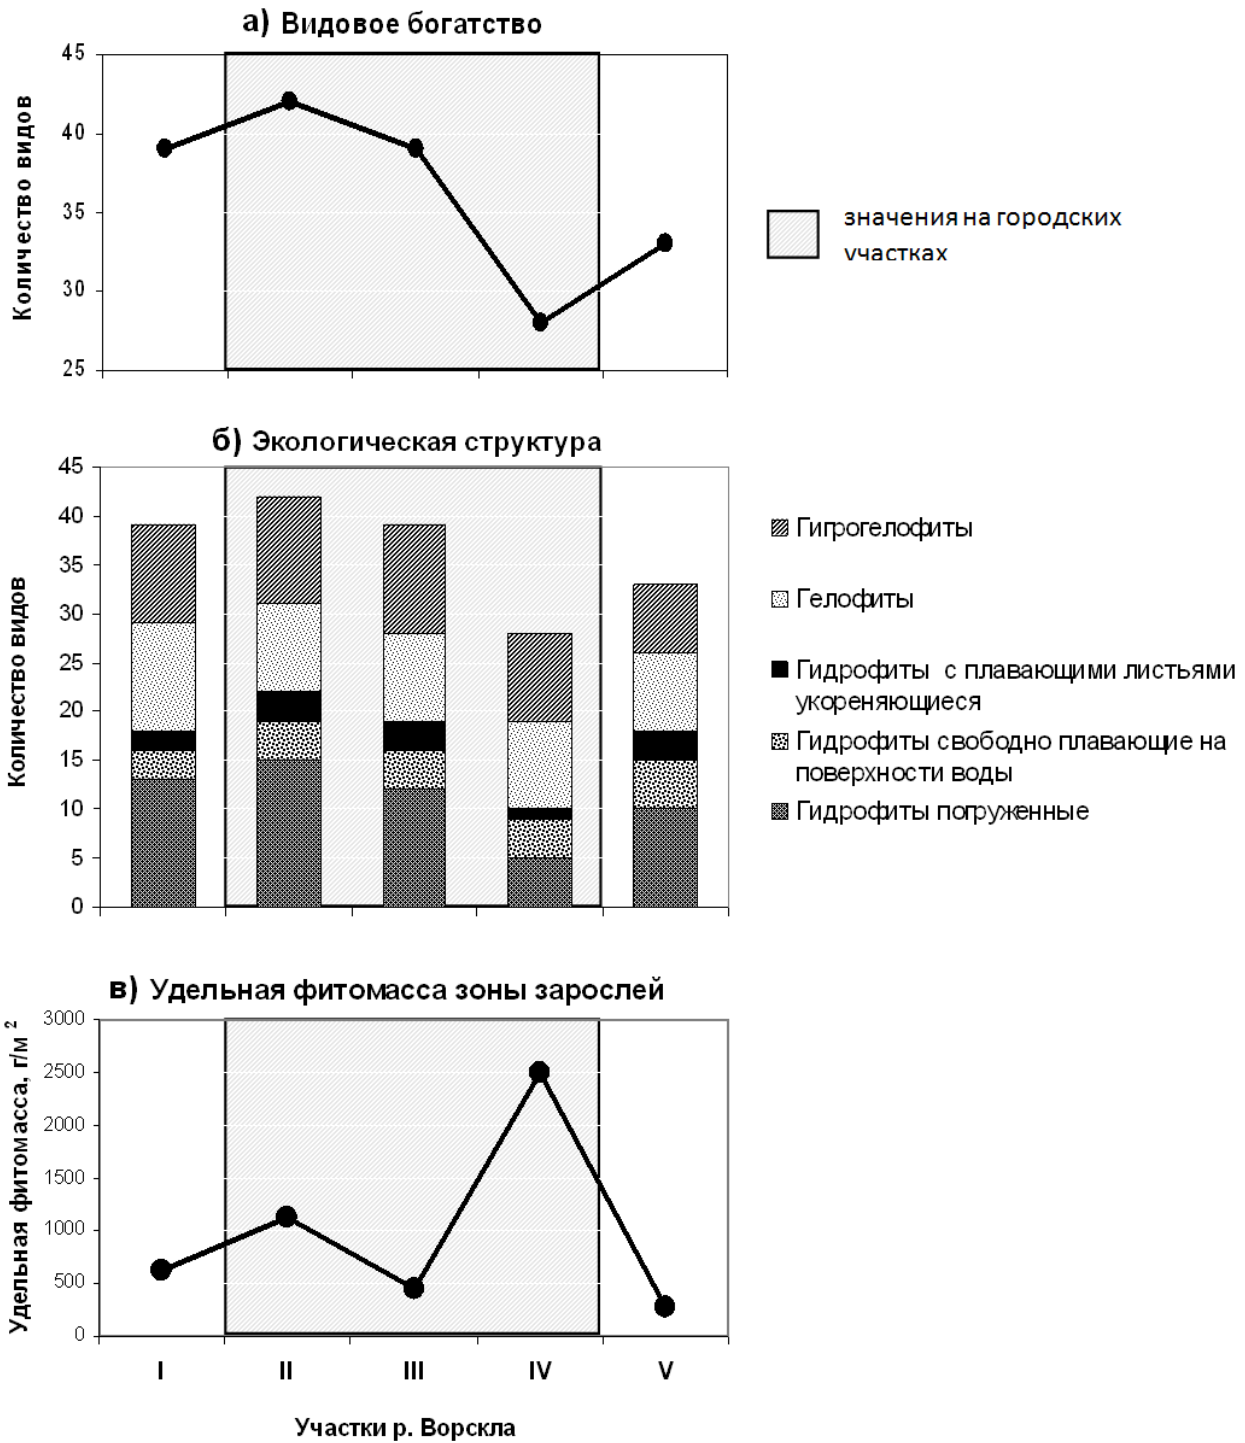 а) Видовое богатство
Количество видов
45
40
35
30
25
значения на городских
участках
б) Экологическая структура
Количество видов
45
40
35
30
25
20
15
10
5
0
Гигрогелофиты
Гелофиты
Гидрофиты с плавающими листьями
укореняющиеся
Гидрофиты свободно плавающие на
поверхности воды
Гидрофиты погруженные
в) Удельная фитомасса зоны зарослей
Удельная фитомасса, г/м²
3000
2500
2000
1500
1000
500
0
I II III IV V
Участки р. Ворскла